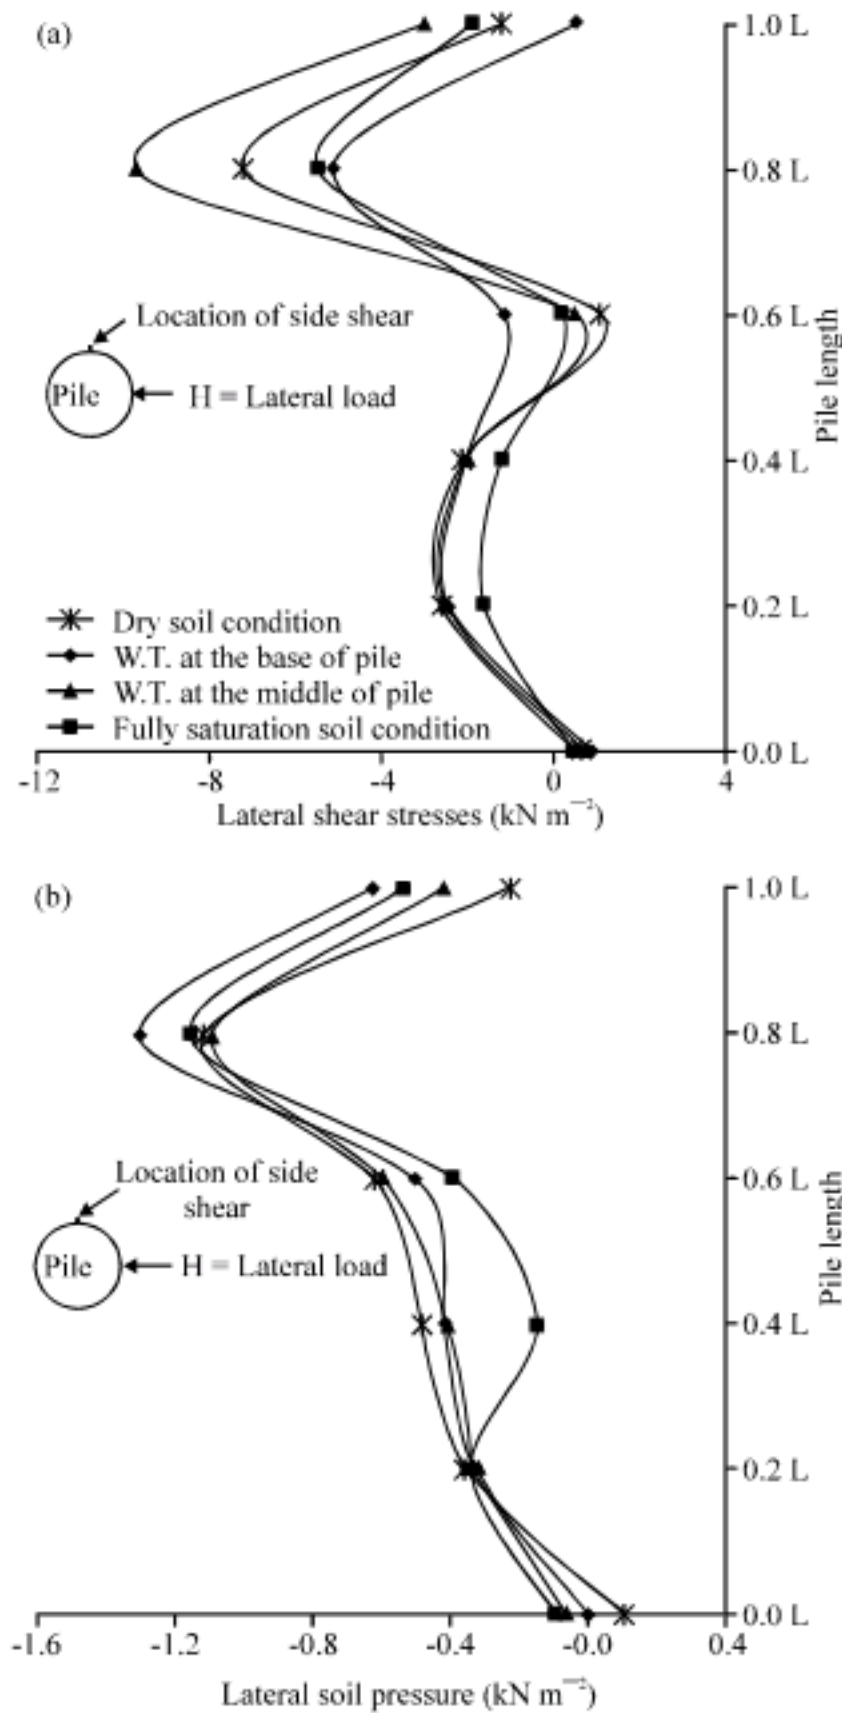 (a)
1.0 L
0.8 L
0.6 L
0.4 L
0.2 L
0.0 L
Pile length
Location of side shear
Pile
H = Lateral load
Dry soil condition
W.T. at the base of pile
W.T. at the middle of pile
Fully saturation soil condition
-12 -8 -4 0 4
Lateral shear stresses (kN m⁻²)
(b)
1.0 L
0.8 L
0.6 L
0.4 L
0.2 L
0.0 L
Pile length
Location of side
shear
Pile
H = Lateral load
-1.6 -1.2 -0.8 -0.4 -0.0 0.4
Lateral soil pressure (kN m⁻²)